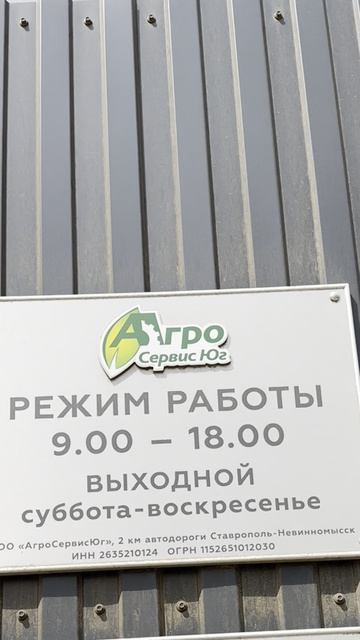 Агро
Сервис Юг
РЕЖИМ РАБОТЫ
9.00 – 18.00
ВЫХОДНОЙ
суббота-воскресенье
ОО «АгроСервисЮг», 2 км автодороги Ставрополь-Невинномысск
ИНН 2635210124 ОГРН 1152651012030